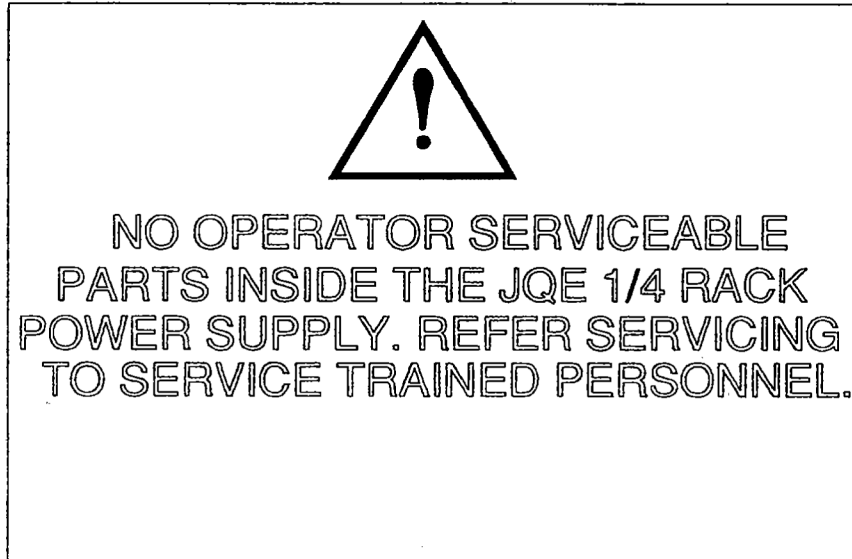 NO OPERATOR SERVICEABLE
PARTS INSIDE THE JQE 1/4 RACK
POWER SUPPLY. REFER SERVICING
TO SERVICE TRAINED PERSONNEL.